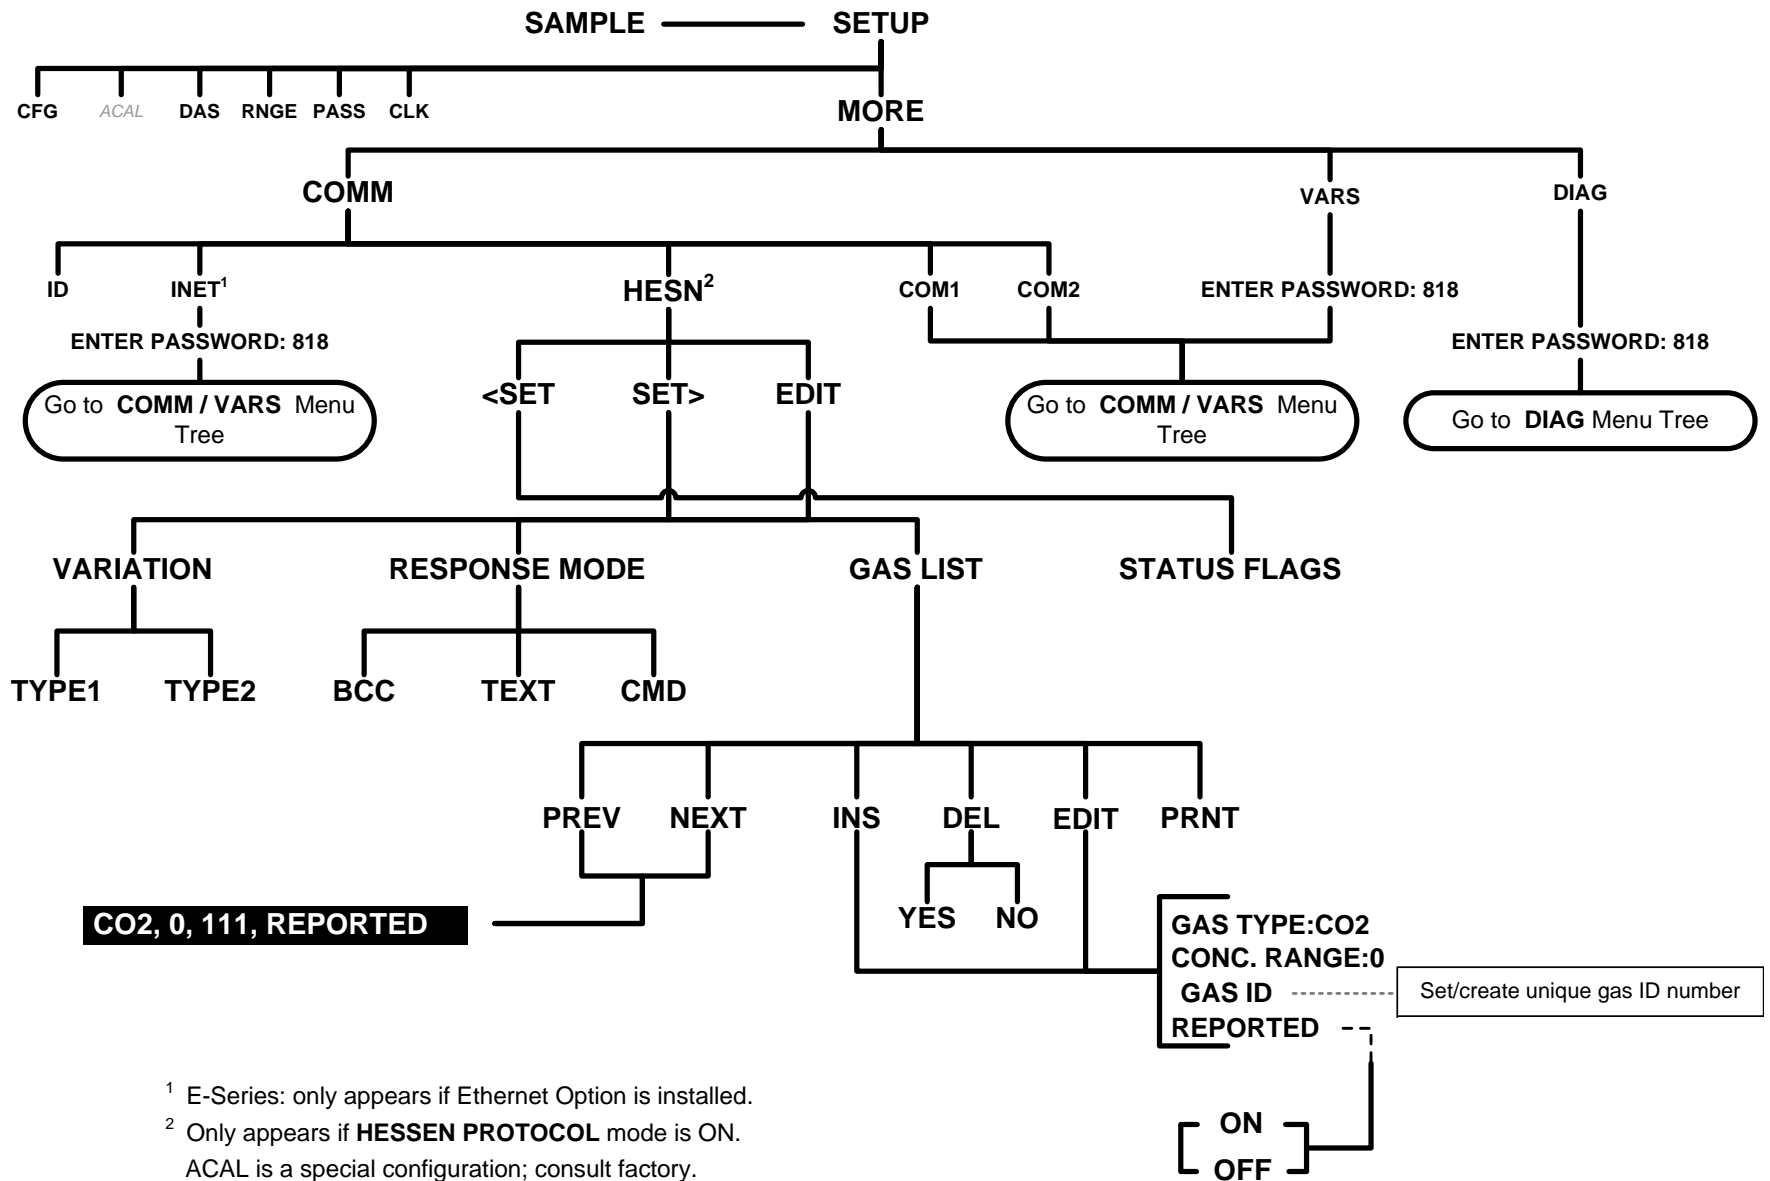 SAMPLE SETUP
CFG ACAL DAS RNGE PASS CLK
MORE
COMM VARS DIAG
ID INET1 HESN2 COM1 COM2 ENTER PASSWORD: 818
ENTER PASSWORD: 818 ENTER PASSWORD: 818
<SET SET> EDIT
Go to COMM / VARS Menu
Tree
Go to COMM / VARS Menu
Tree
Go to DIAG Menu Tree
VARIATION RESPONSE MODE GAS LIST STATUS FLAGS
TYPE1 TYPE2 BCC TEXT CMD
PREV NEXT INS DEL EDIT PRNT
CO2, 0, 111, REPORTED
YES NO
GAS TYPE:CO2
CONC. RANGE:0
GAS ID
Set/create unique gas ID number
REPORTED
ON
OFF
1 E-Series: only appears if Ethernet Option is installed.
2 Only appears if HESSEN PROTOCOL mode is ON.
ACAL is a special configuration; consult factory.